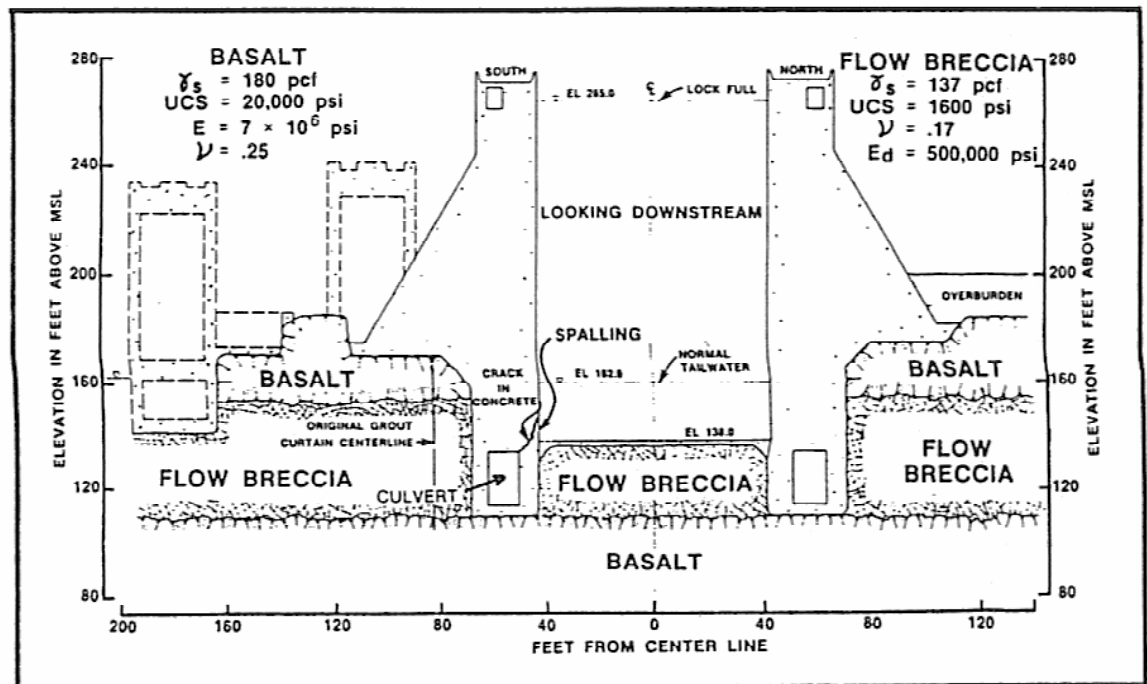 BASALT
γs = 180 pcf
UCS = 20,000 psi
E = 7 × 10⁶ psi
ν = .25
SOUTH
EL 265.0
℄
LOCK FULL
NORTH
FLOW BRECCIA
γs = 137 pcf
UCS = 1600 psi
ν = .17
Ed = 500,000 psi
280
240
200
160
120
80
ELEVATION IN FEET ABOVE MSL
LOOKING DOWNSTREAM
OVERBURDEN
SPALLING
NORMAL
TAILWATER
EL 162.0
BASALT
CRACK
IN
CONCRETE
BASALT
ORIGINAL GROUT
CURTAIN CENTERLINE
EL 138.0
FLOW BRECCIA
CULVERT
FLOW BRECCIA
FLOW
BRECCIA
BASALT
280
240
200
160
120
80
ELEVATION IN FEET ABOVE MSL
200
160
120
80
40
0
40
80
120
FEET FROM CENTER LINE